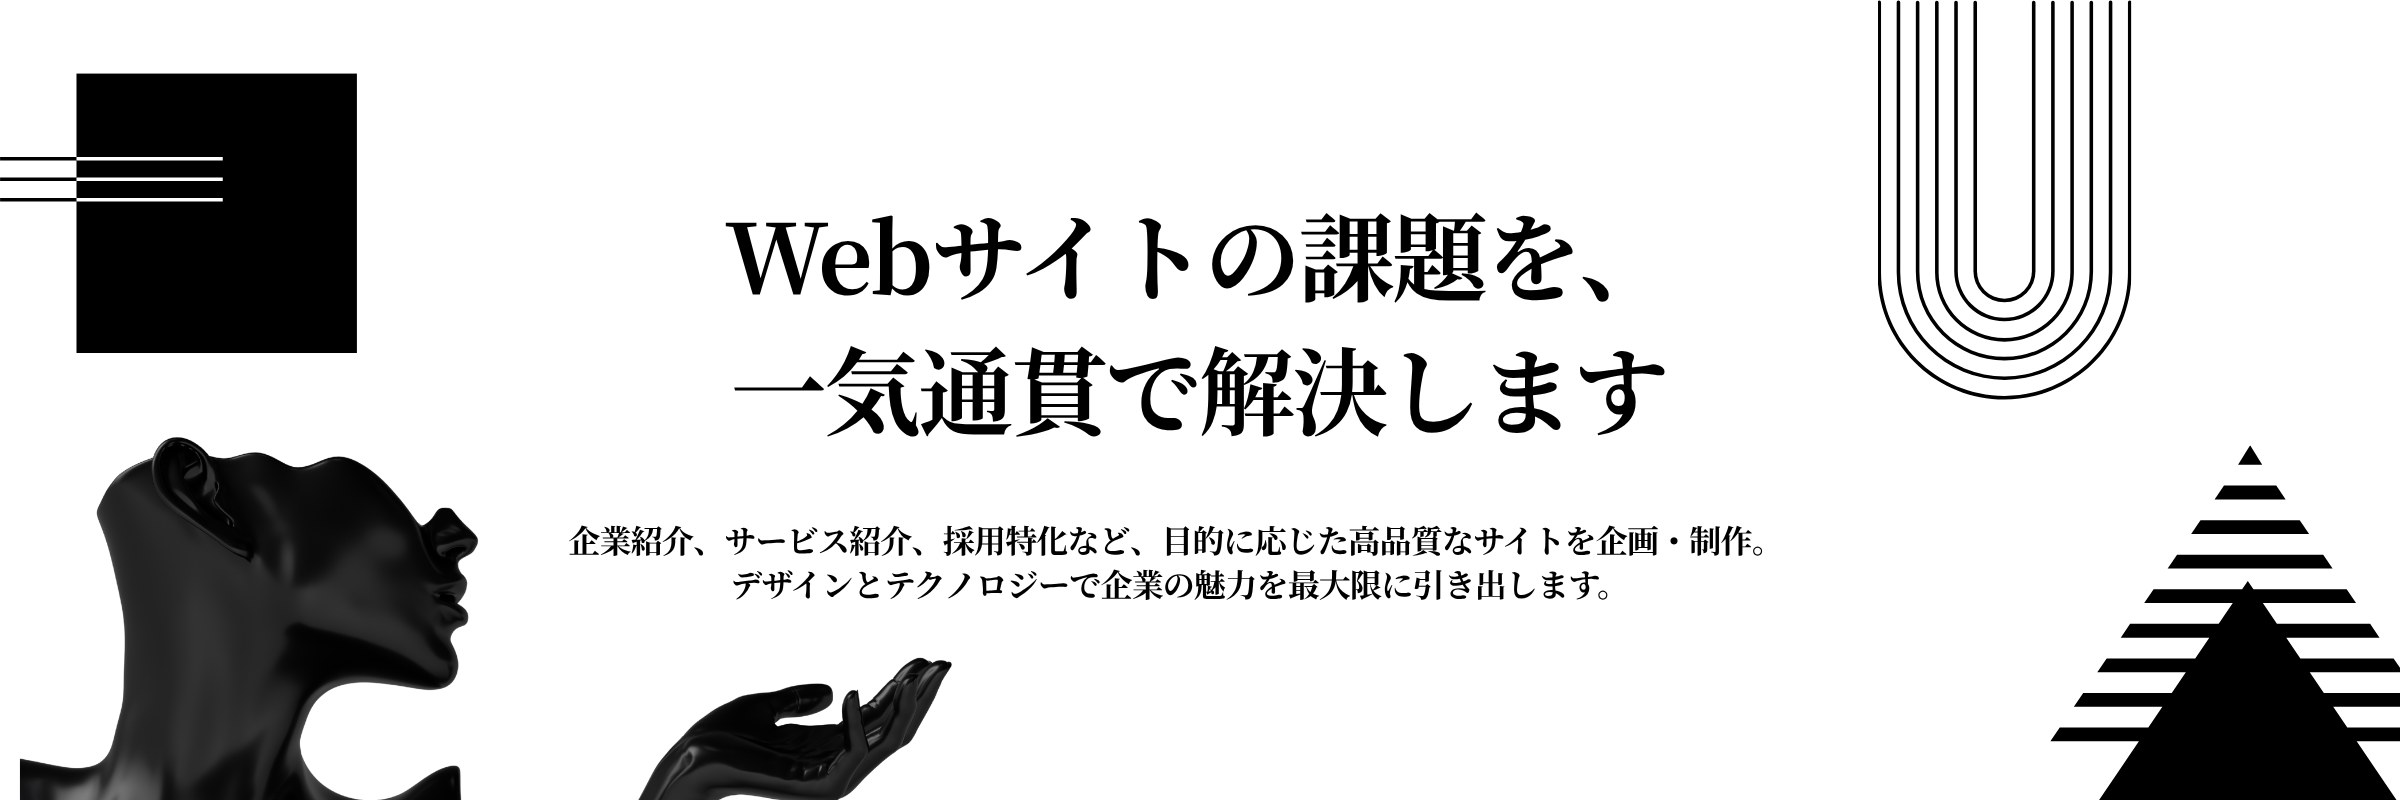 Webサイトの課題を、
一気通貫で解決します
企業紹介、サービス紹介、採用特化など、目的に応じた高品質なサイトを企画・制作。
デザインとテクノロジーで企業の魅力を最大限に引き出します。